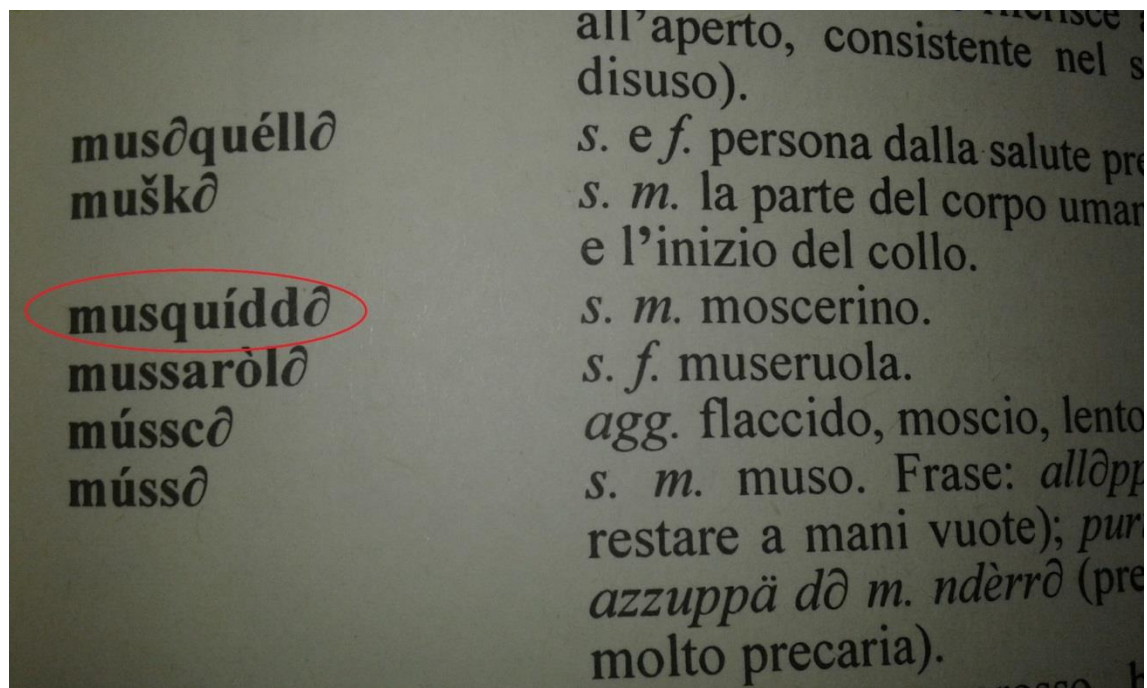 all'aperto, consistente nel
disuso).
mus∂quéll∂ s. e f. persona dalla salute
mušk∂ s. m. la parte del corpo
e l'inizio del collo.
musquídd∂ s. m. moscerino.
mussaròl∂ s. f. museruola.
mússc∂ agg. flaccido, moscio, lento
múss∂ s. m. muso. Frase:
restare a mani vuote);
azzuppä d∂ m. ndèrr∂
molto precaria).